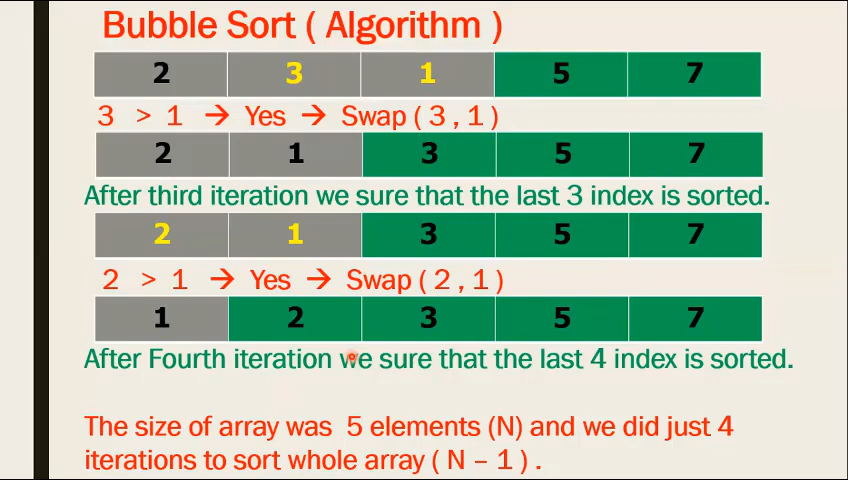 Bubble Sort ( Algorithm )
2 3 1 5 7
3 > 1 → Yes → Swap ( 3 , 1 )
2 1 3 5 7
After third iteration we sure that the last 3 index is sorted.
2 1 3 5 7
2 > 1 → Yes → Swap ( 2 , 1 )
1 2 3 5 7
After Fourth iteration we sure that the last 4 index is sorted.
The size of array was 5 elements (N) and we did just 4
iterations to sort whole array ( N – 1 ) .